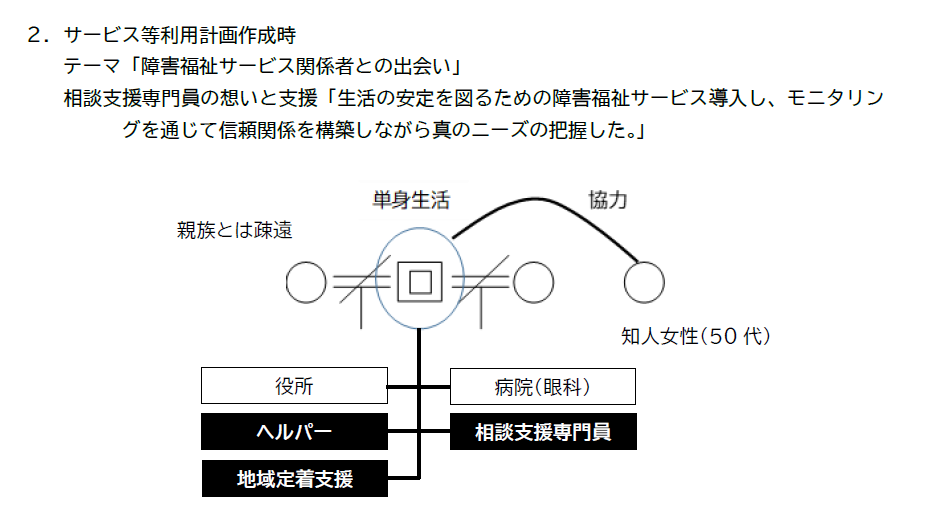 ２．サービス等利用計画作成時
テーマ「障害福祉サービス関係者との出会い」
相談支援専門員の想いと支援「生活の安定を図るための障害福祉サービス導入し、モニタリン
グを通じて信頼関係を構築しながら真のニーズの把握した。」
単身生活
協力
親族とは疎遠
知人女性（50 代）
役所
病院（眼科）
ヘルパー
相談支援専門員
地域定着支援